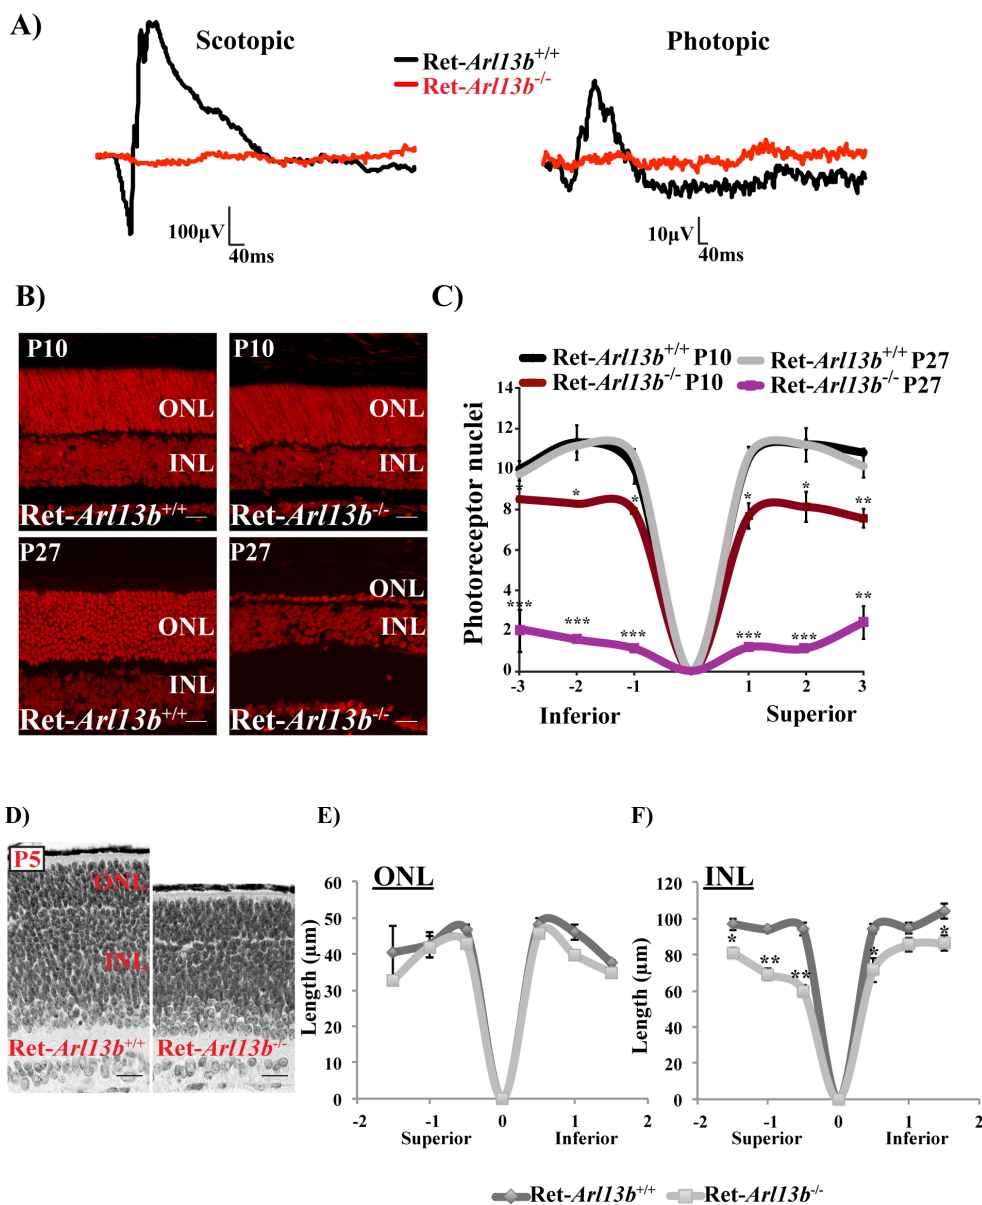 A)
Scotopic
Photopic
Ret-Arl13b+/+
Ret-Arl13b-/-
100µV
40ms
10µV
40ms
B)
P10
ONL
INL
Ret-Arl13b+/+
P10
ONL
INL
Ret-Arl13b-/-
P27
ONL
INL
Ret-Arl13b+/+
P27
ONL
INL
Ret-Arl13b-/-
C)
Ret-Arl13b+/+ P10
Ret-Arl13b+/+ P27
Ret-Arl13b-/- P10
Ret-Arl13b-/- P27
Photoreceptor nuclei
14
12
10
8
6
4
2
0
* * * * * **
*** *** *** *** *** **
-3 -2 -1 1 2 3
Inferior Superior
D)
P5
ONL
INL
Ret-Arl13b+/+
Ret-Arl13b-/-
E)
ONL
Length (µm)
60
50
40
30
20
10
0
-2 -1 0 1 2
Superior Inferior
F)
INL
Length (µm)
120
100
80
60
40
20
0
* ** ** * *
-2 -1 0 1 2
Superior Inferior
Ret-Arl13b+/+
Ret-Arl13b-/-